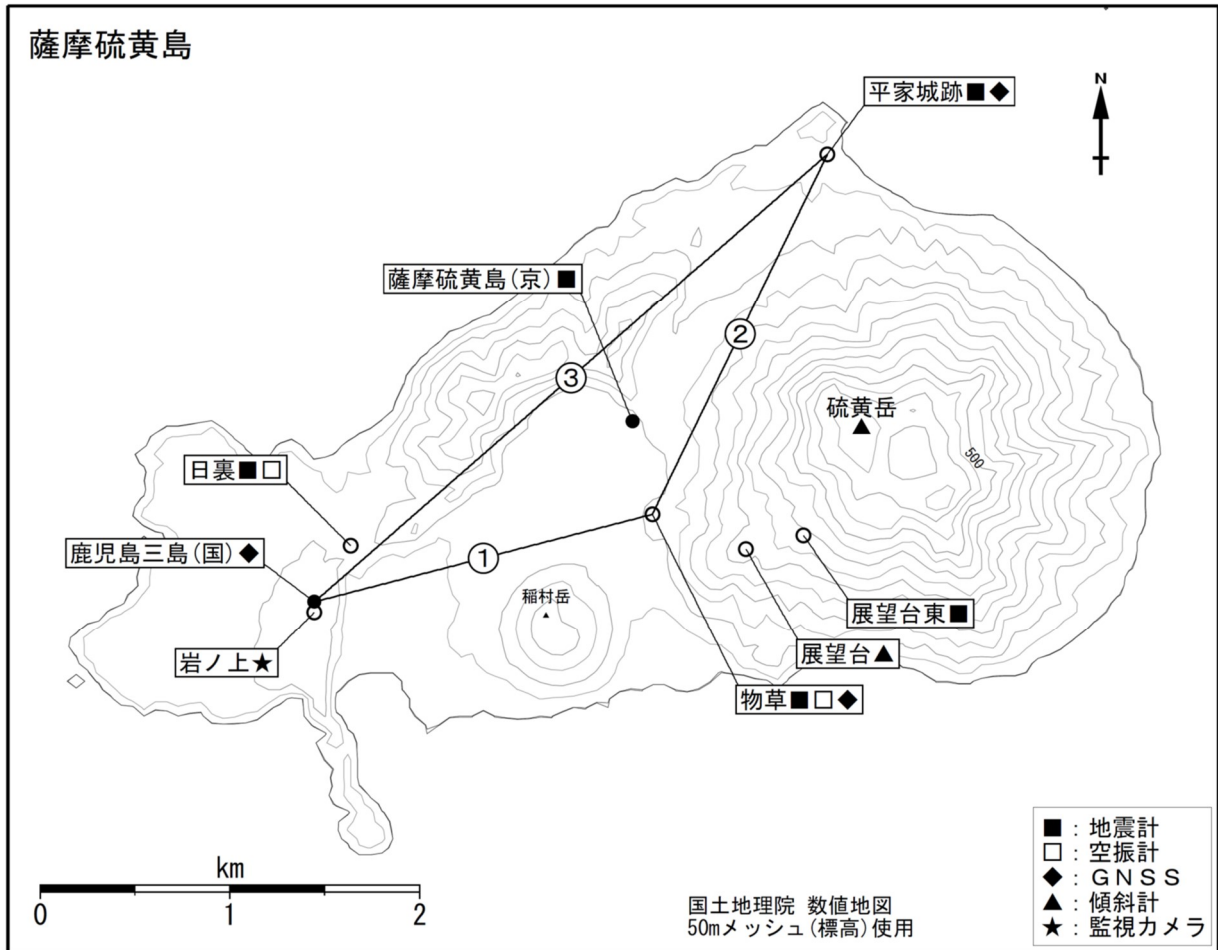 薩摩硫黄島
平家城跡■◆
N
薩摩硫黄島(京)■
②
③
硫黄岳
▲
500
日裏■□
鹿児島三島(国)◆
①
稲村岳
▲
展望台東■
岩ノ上★
展望台▲
物草■□◆
km
0 1 2
国土地理院 数値地図
50mメッシュ(標高)使用
■:地震計
□:空振計
◆:GNSS
▲:傾斜計
★:監視カメラ